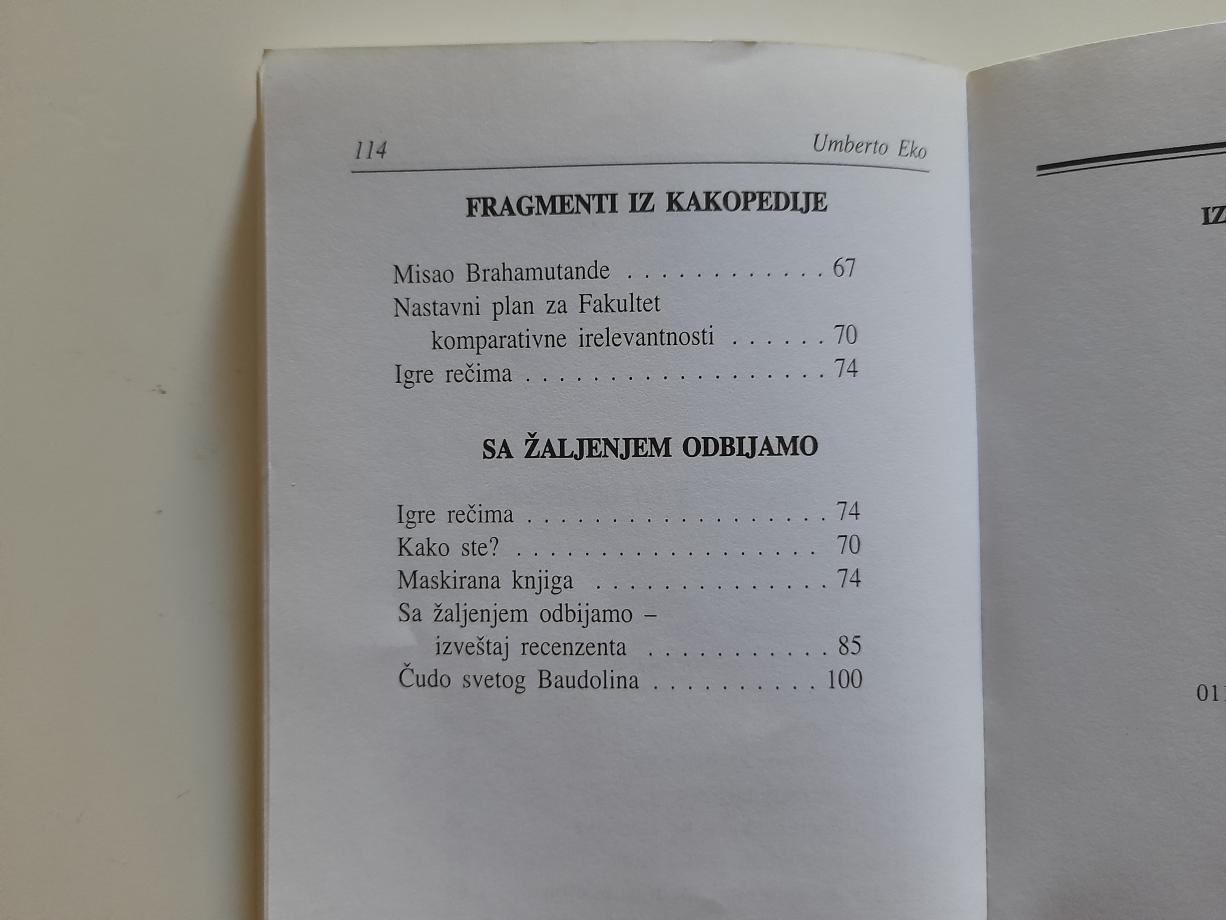 114 Umberto Eko
FRAGMENTI IZ KAKOPEDIJE
Misao Brahamutande . . . . . . . . . . . . 67
Nastavni plan za Fakultet
komparativne irelevantnosti . . . . . . 70
Igre rečima . . . . . . . . . . . . . . . . . . 74
SA ŽALJENJEM ODBIJAMO
Igre rečima . . . . . . . . . . . . . . . . . . 74
Kako ste? . . . . . . . . . . . . . . . . . . 70
Maskirana knjiga . . . . . . . . . . . . . . 74
Sa žaljenjem odbijamo –
izveštaj recenzenta . . . . . . . . . . . 85
Čudo svetog Baudolina . . . . . . . . . . 100
IZ
011